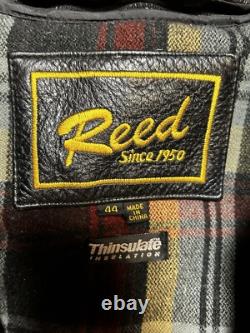 Reed
Since 1950
44 MADE IN CHINA
Thinsulate
INSULATION